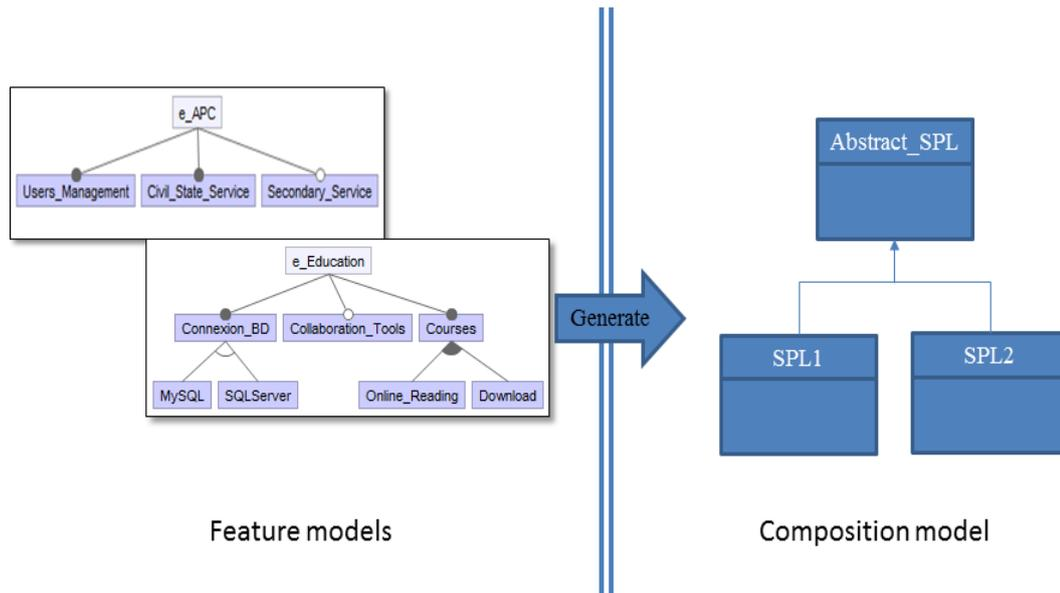 e_APC
Users_Management Civil_State_Service Secondary_Service
e_Education
Connexion_BD Collaboration_Tools Courses
MySQL SQLServer Online_Reading Download
Feature models
Generate
Abstract_SPL
SPL1 SPL2
Composition model